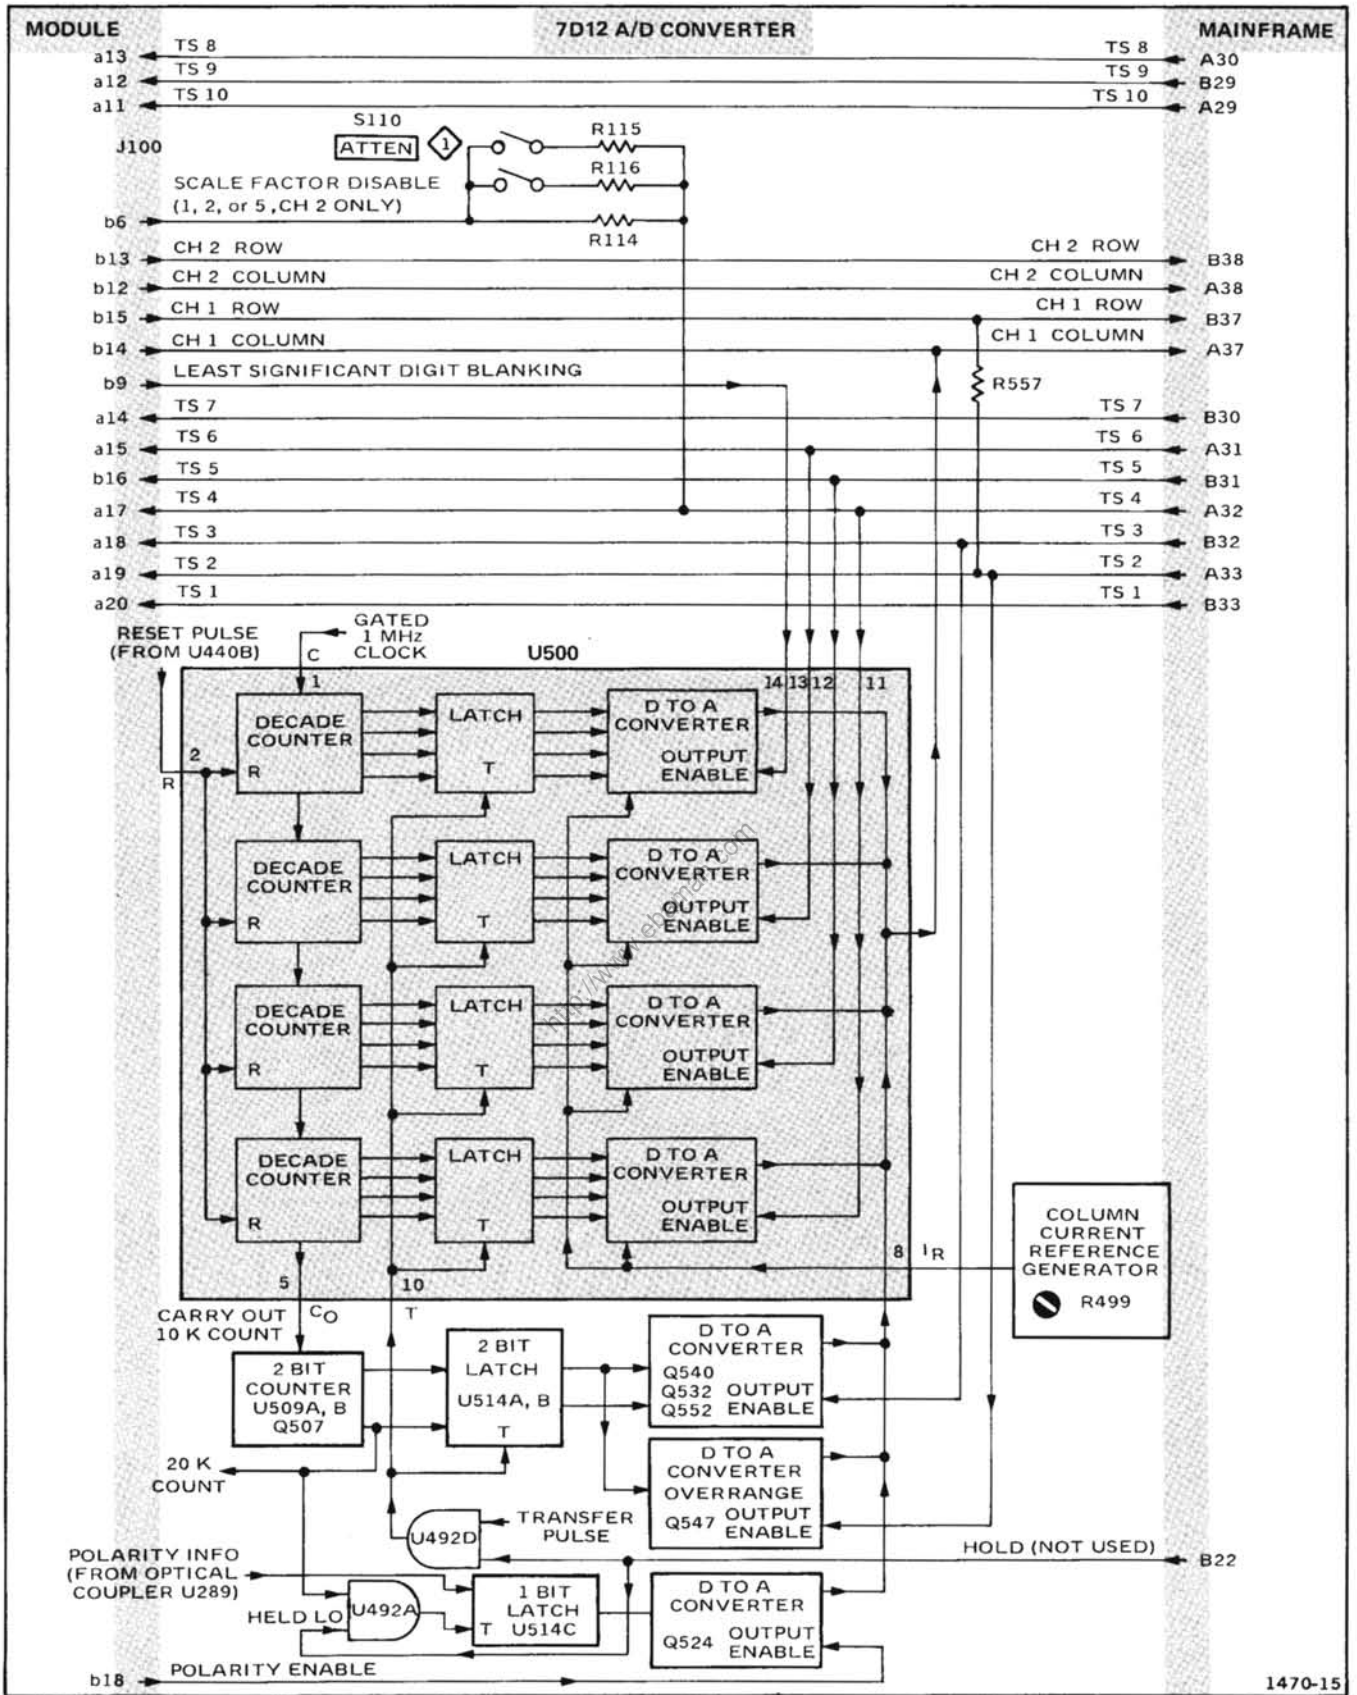 MODULE 7D12 A/D CONVERTER MAINFRAME
a13 TS 8 TS 8 A30
a12 TS 9 TS 9 B29
a11 TS 10 TS 10 A29
J100
S110
ATTEN 1
R115
R116
R114
SCALE FACTOR DISABLE
(1, 2, or 5, CH 2 ONLY)
b6
b13 CH 2 ROW CH 2 ROW B38
b12 CH 2 COLUMN CH 2 COLUMN A38
b15 CH 1 ROW CH 1 ROW B37
b14 CH 1 COLUMN CH 1 COLUMN A37
b9 LEAST SIGNIFICANT DIGIT BLANKING
R557
a14 TS 7 TS 7 B30
a15 TS 6 TS 6 A31
b16 TS 5 TS 5 B31
a17 TS 4 TS 4 A32
a18 TS 3 TS 3 B32
a19 TS 2 TS 2 A33
a20 TS 1 TS 1 B33
RESET PULSE
(FROM U440B)
GATED
1 MHz
CLOCK
C
U500
1 14 13 12 11
2
R
DECADE
COUNTER
R
LATCH
T
D TO A
CONVERTER
OUTPUT
ENABLE
DECADE
COUNTER
R
LATCH
T
D TO A
CONVERTER
OUTPUT
ENABLE
http://www.ebaman.com
DECADE
COUNTER
R
LATCH
T
D TO A
CONVERTER
OUTPUT
ENABLE
DECADE
COUNTER
R
LATCH
T
D TO A
CONVERTER
OUTPUT
ENABLE
8 IR
COLUMN
CURRENT
REFERENCE
GENERATOR
R499
5 10
CO T
CARRY OUT
10 K COUNT
2 BIT
COUNTER
U509A, B
Q507
2 BIT
LATCH
U514A, B
T
D TO A
CONVERTER
Q540
Q532 OUTPUT
Q552 ENABLE
20 K
COUNT
D TO A
CONVERTER
OVERRANGE
Q547 OUTPUT
ENABLE
U492D
TRANSFER
PULSE
HOLD (NOT USED) B22
POLARITY INFO
(FROM OPTICAL
COUPLER U289)
HELD LO
U492A
1 BIT
LATCH
T U514C
D TO A
CONVERTER
Q524 OUTPUT
ENABLE
b18 POLARITY ENABLE
1470-15